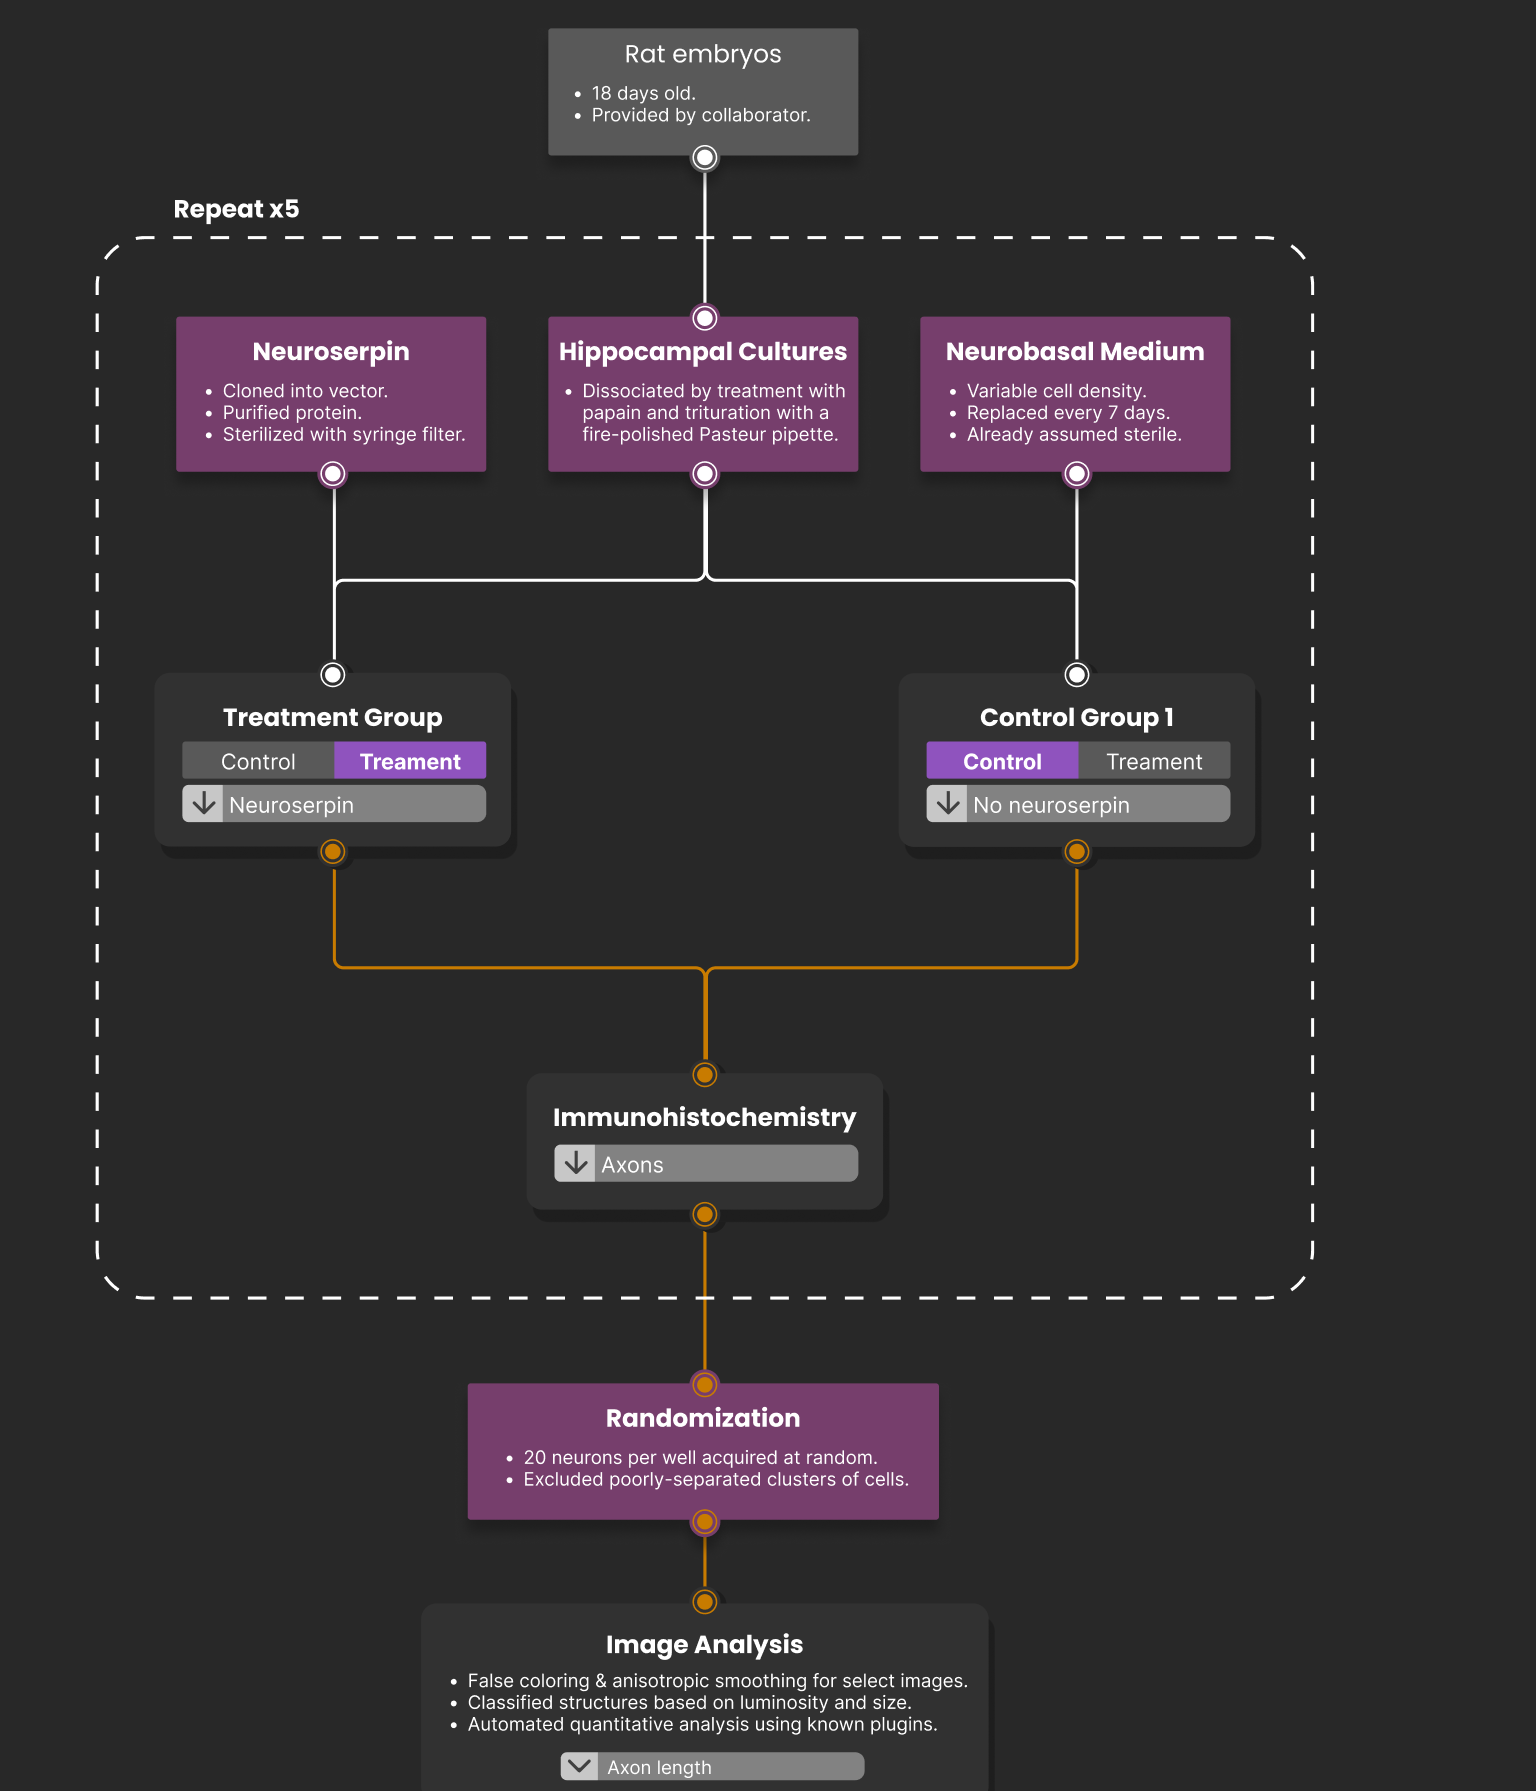 Rat embryos
• 18 days old.
• Provided by collaborator.
Repeat x5
Neuroserpin
• Cloned into vector.
• Purified protein.
• Sterilized with syringe filter.
Hippocampal Cultures
• Dissociated by treatment with
papain and trituration with a
fire-polished Pasteur pipette.
Neurobasal Medium
• Variable cell density.
• Replaced every 7 days.
• Already assumed sterile.
Treatment Group
Control Treament
Neuroserpin
Control Group 1
Control Treament
No neuroserpin
Immunohistochemistry
Axons
Randomization
• 20 neurons per well acquired at random.
• Excluded poorly-separated clusters of cells.
Image Analysis
• False coloring & anisotropic smoothing for select images.
• Classified structures based on luminosity and size.
• Automated quantitative analysis using known plugins.
Axon length